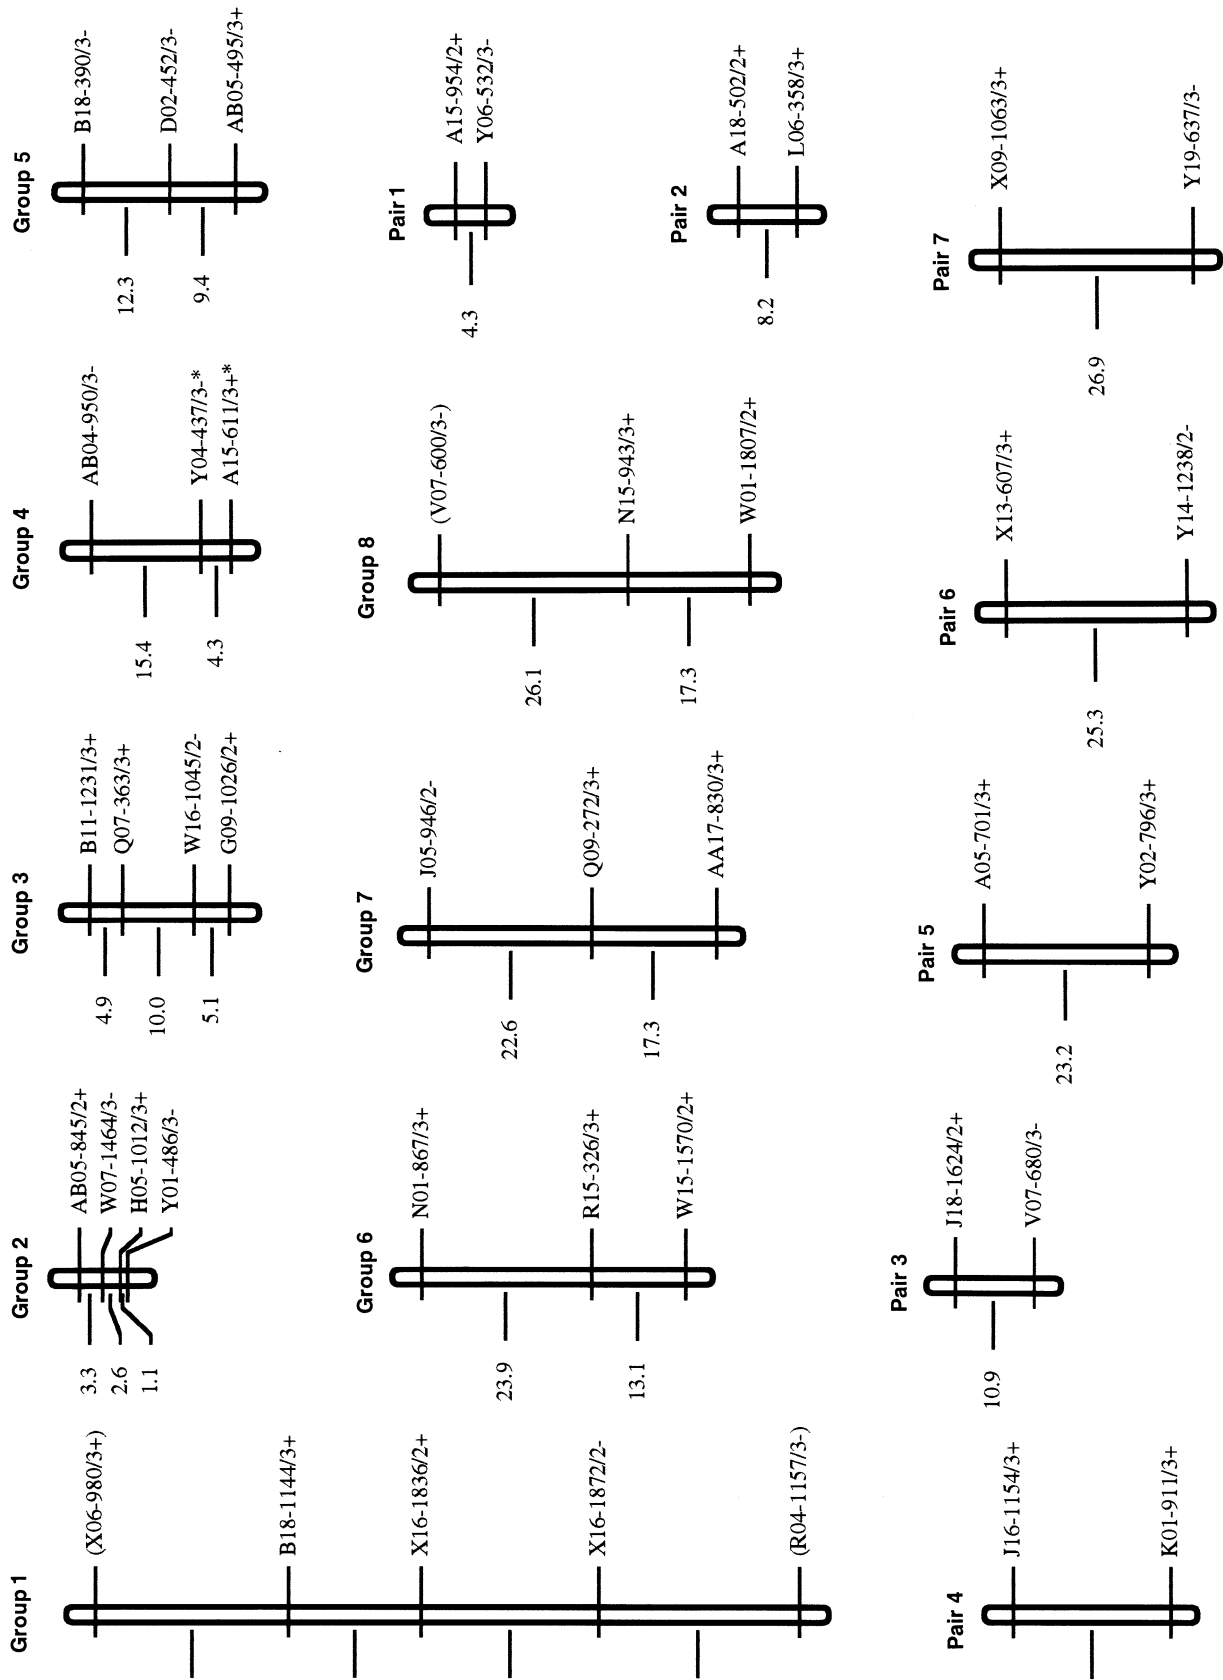 Group 1
(X06-980/3+)
B18-1144/3+
X16-1836/2+
X16-1872/2-
(R04-1157/3-)
Group 2
AB05-845/2+
W07-1464/3-
H05-1012/3+
Y01-486/3-
3.3
2.6
1.1
Group 3
B11-1231/3+
Q07-363/3+
W16-1045/2-
G09-1026/2+
4.9
10.0
5.1
Group 4
AB04-950/3-
Y04-437/3-*
A15-611/3+*
15.4
4.3
Group 5
B18-390/3-
D02-452/3-
AB05-495/3+
12.3
9.4
Group 6
N01-867/3+
R15-326/3+
W15-1570/2+
23.9
13.1
Group 7
J05-946/2-
Q09-272/3+
AA17-830/3+
22.6
17.3
Group 8
(V07-600/3-)
N15-943/3+
W01-1807/2+
26.1
17.3
Pair 1
A15-954/2+
Y06-532/3-
4.3
Pair 2
A18-502/2+
L06-358/3+
8.2
Pair 4
J16-1154/3+
K01-911/3+
Pair 3
J18-1624/2+
V07-680/3-
10.9
Pair 5
A05-701/3+
Y02-796/3+
23.2
Pair 6
X13-607/3+
Y14-1238/2-
25.3
Pair 7
X09-1063/3+
Y19-637/3-
26.9